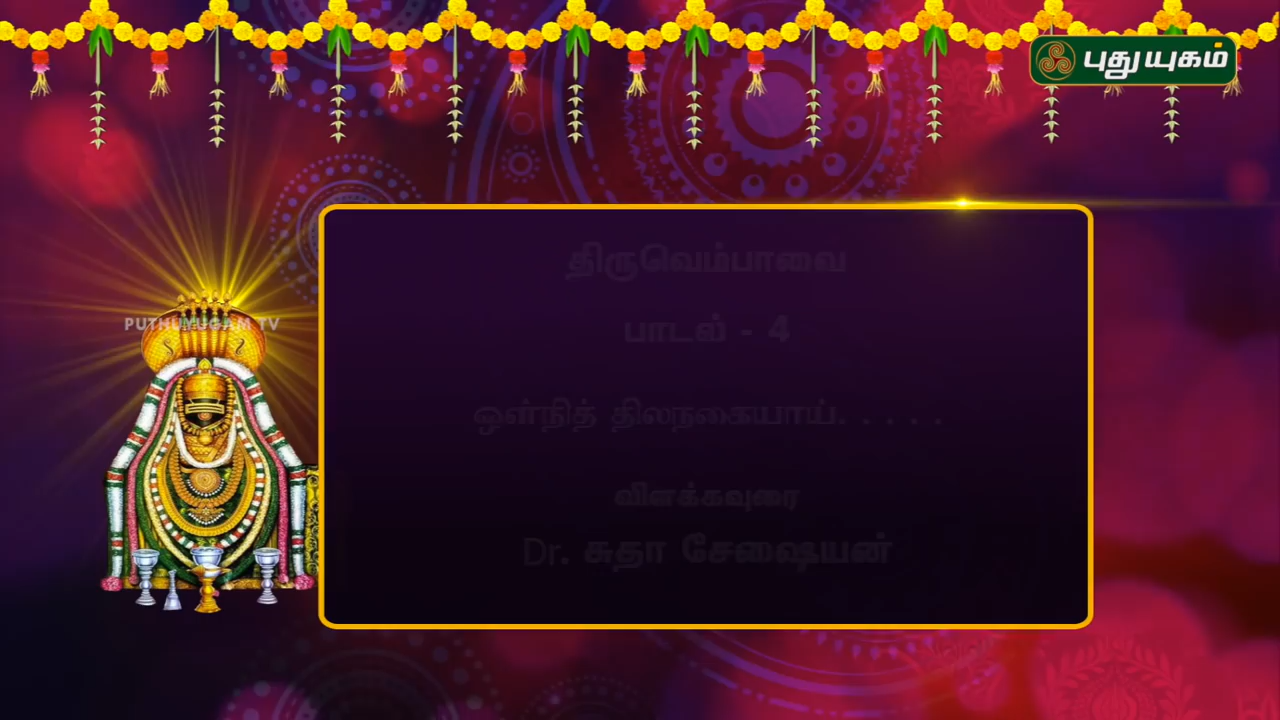 புதுயுகம்
திருவெம்பாவை
PUTHUYUGAM TV
பாடல் - 4
ஒள்நித் திலநகையாய். . . . .
விளக்கவுரை
Dr. சுதா சேஷையன்